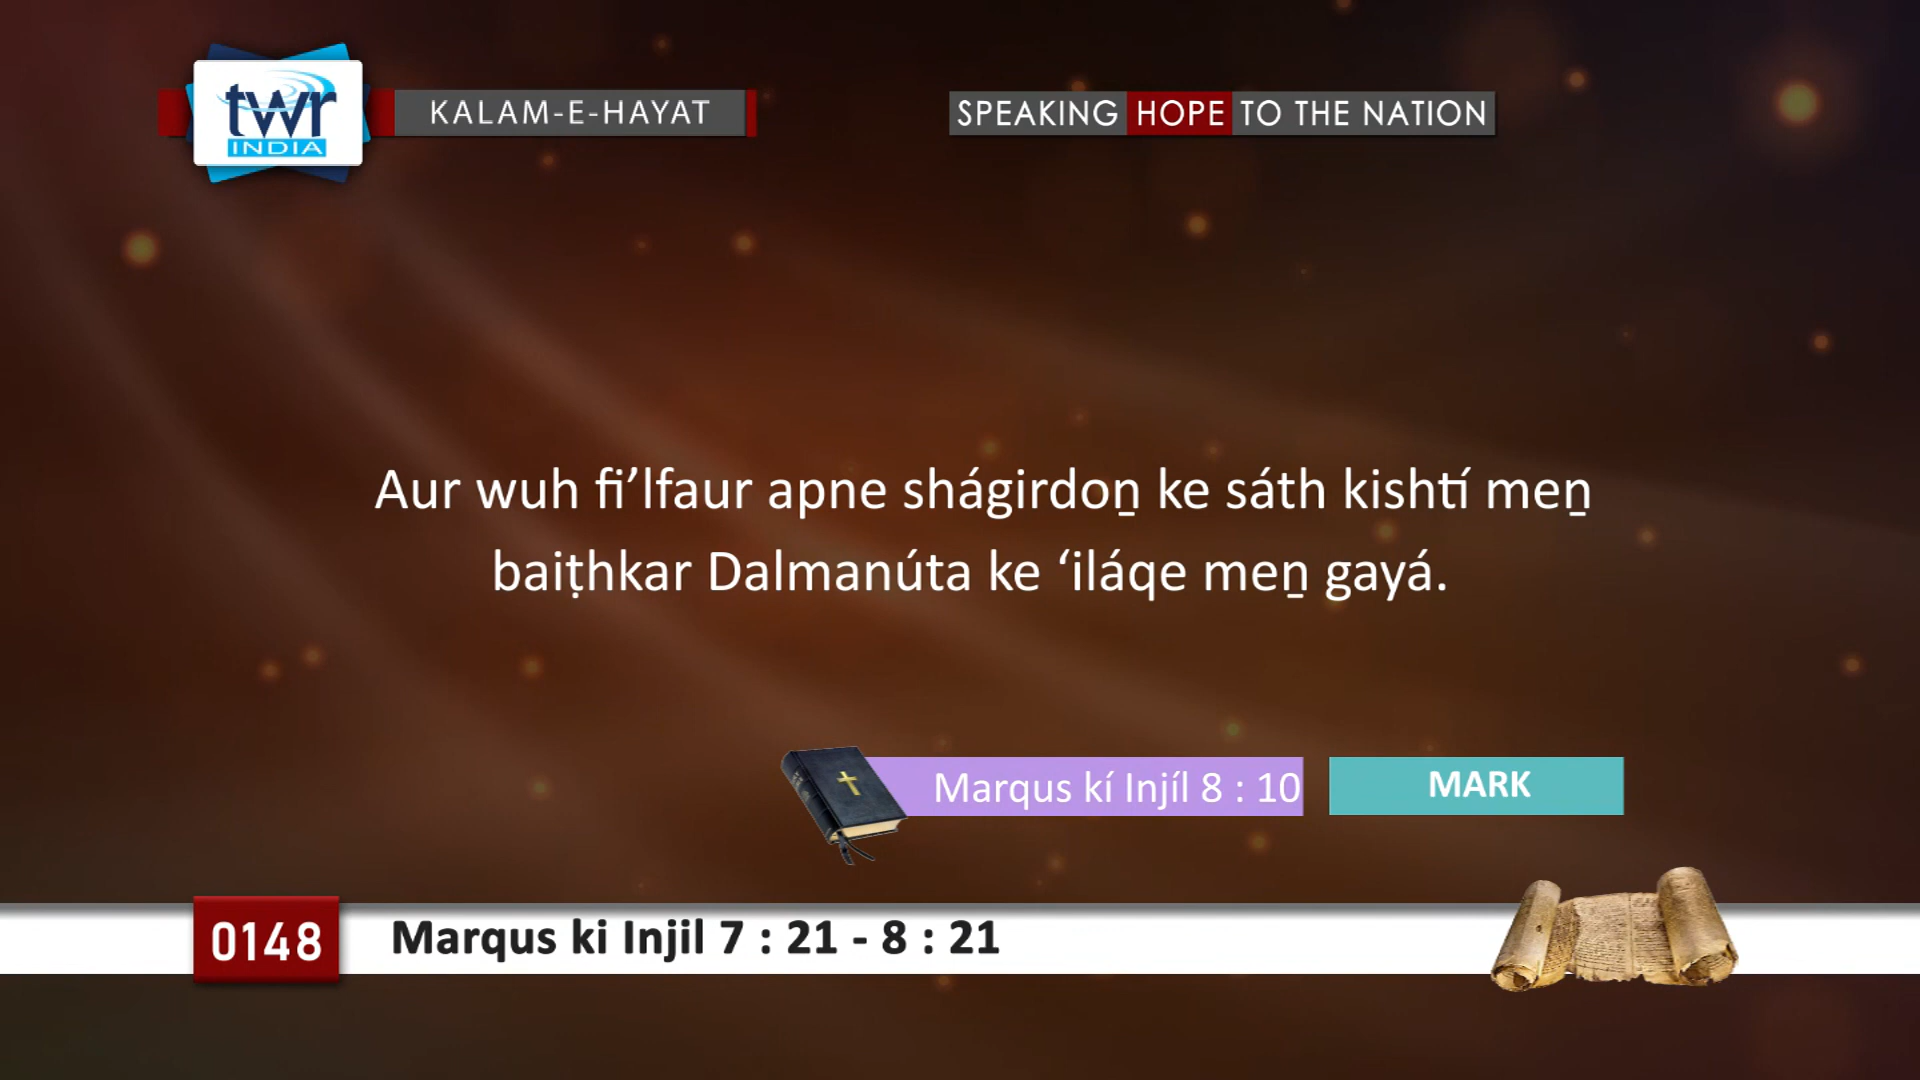 twr
INDIA
KALAM-E-HAYAT
SPEAKING HOPE TO THE NATION
Aur wuh fi’lfaur apne shágirdoṉ ke sáth kishtí meṉ
baiṭhkar Dalmanúta ke ‘iláqe meṉ gayá.
Marqus kí Injíl 8 : 10
MARK
0148
Marqus ki Injil 7 : 21 - 8 : 21